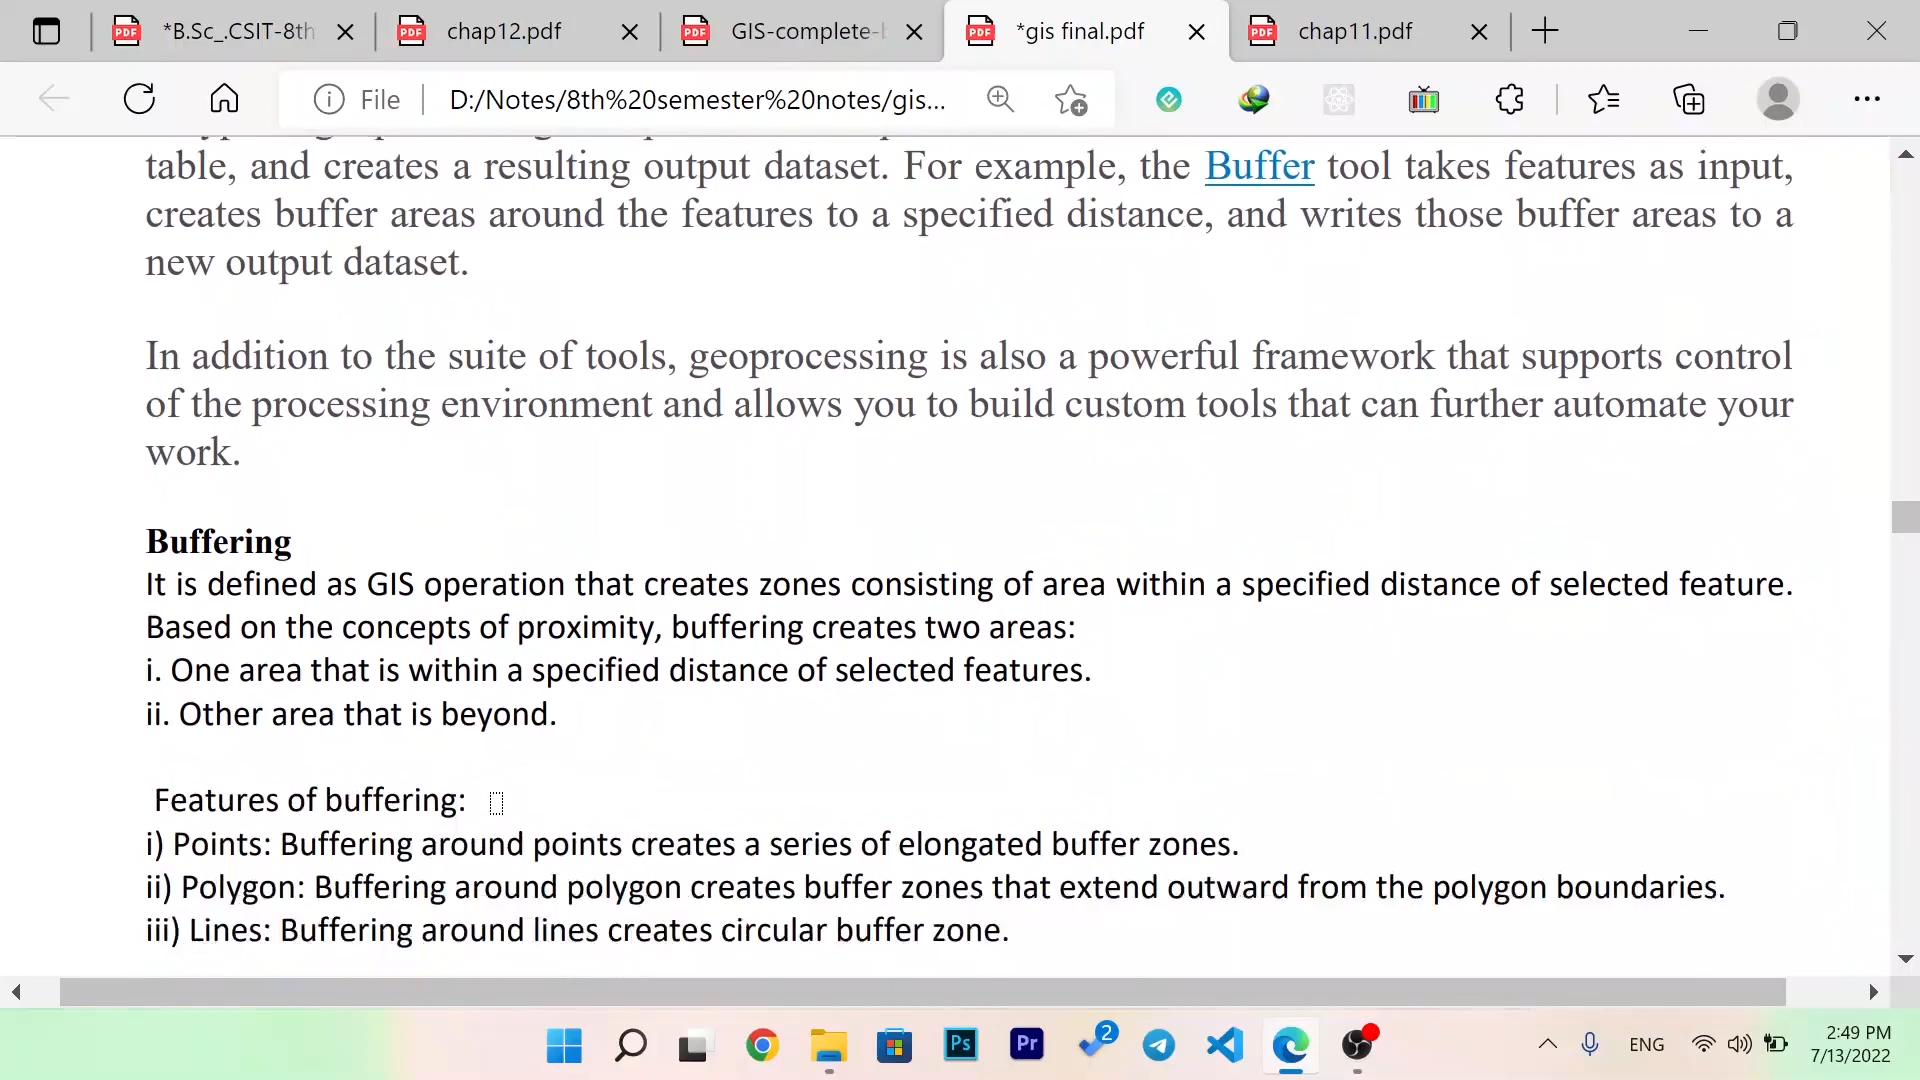 *B.Sc_.CSIT-8th
chap12.pdf
GIS-complete-
*gis final.pdf
chap11.pdf
File
D:/Notes/8th%20semester%20notes/gis...
table, and creates a resulting output dataset. For example, the Buffer tool takes features as input,
creates buffer areas around the features to a specified distance, and writes those buffer areas to a
new output dataset.
In addition to the suite of tools, geoprocessing is also a powerful framework that supports control
of the processing environment and allows you to build custom tools that can further automate your
work.
Buffering
It is defined as GIS operation that creates zones consisting of area within a specified distance of selected feature.
Based on the concepts of proximity, buffering creates two areas:
i. One area that is within a specified distance of selected features.
ii. Other area that is beyond.
Features of buffering:
i) Points: Buffering around points creates a series of elongated buffer zones.
ii) Polygon: Buffering around polygon creates buffer zones that extend outward from the polygon boundaries.
iii) Lines: Buffering around lines creates circular buffer zone.
Ps
Pr
2
ENG
2:49 PM
7/13/2022